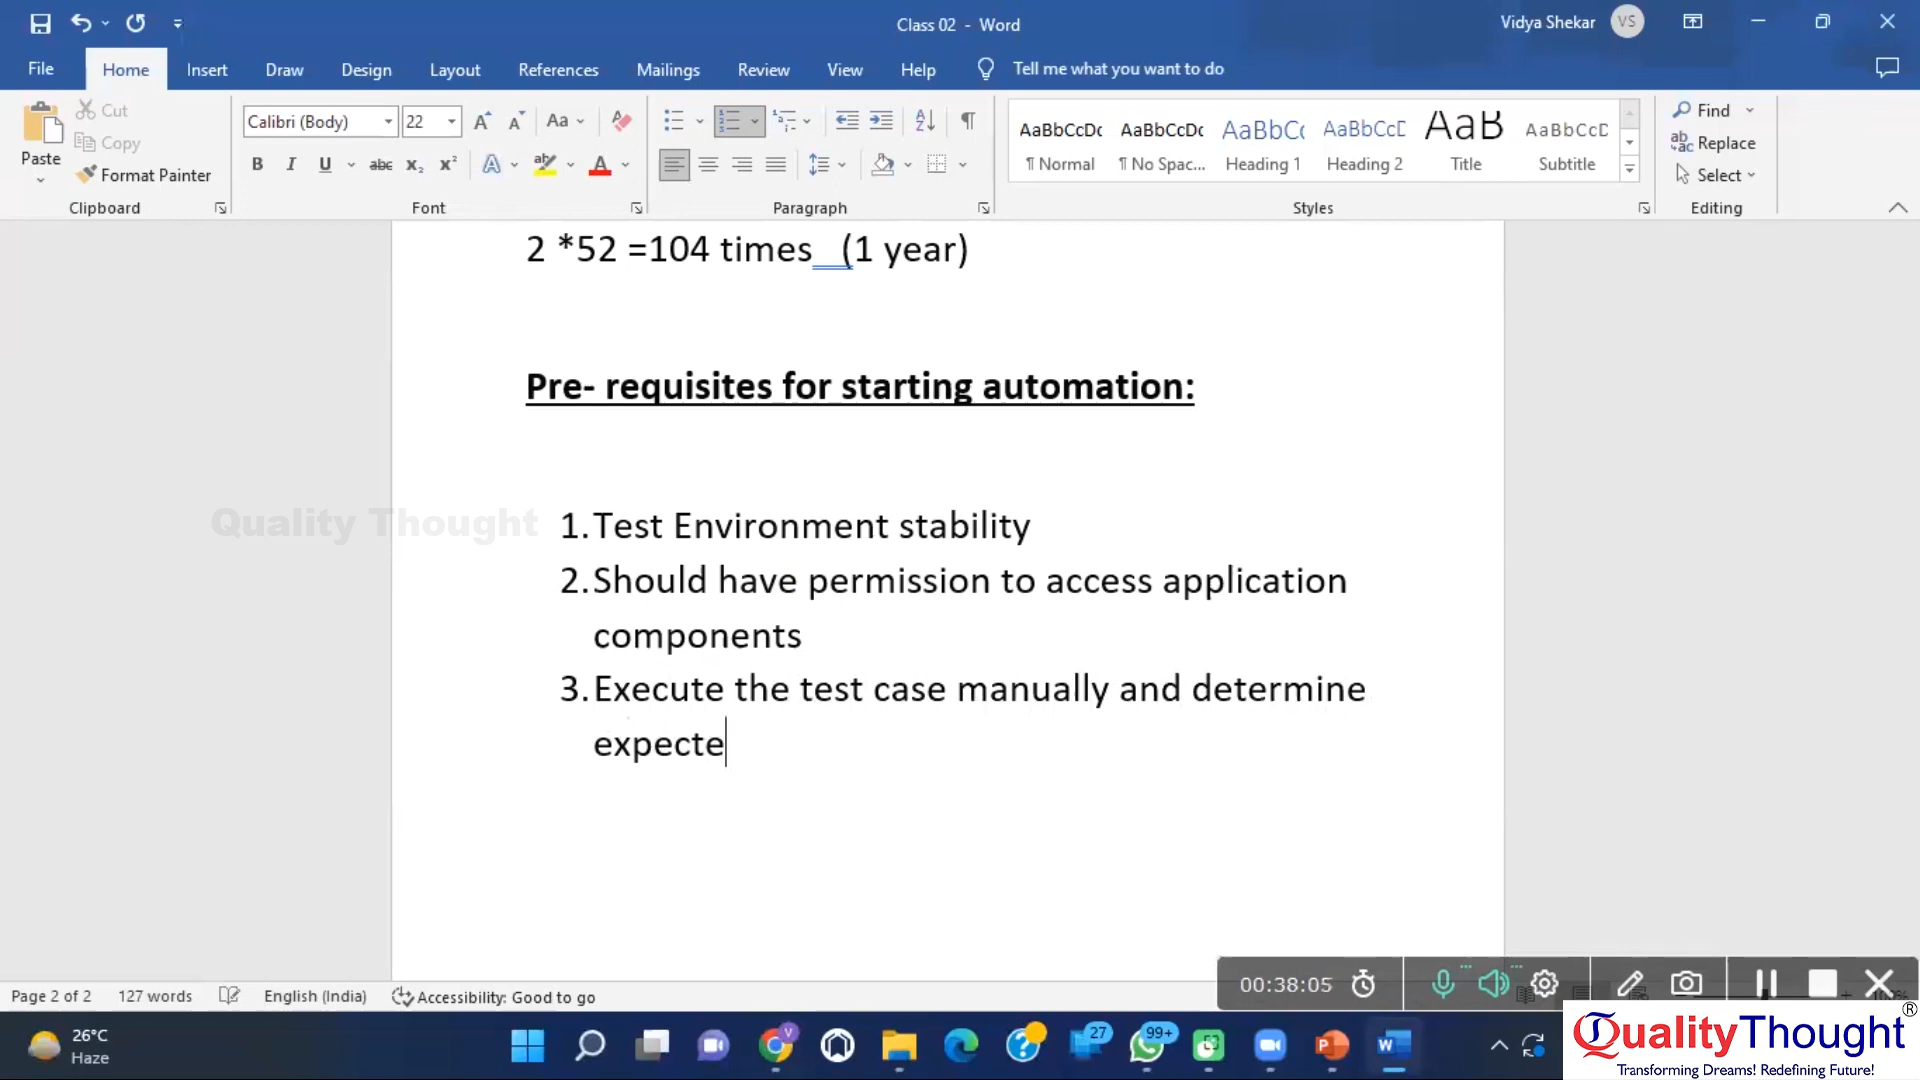 Class 02 - Word
Vidya Shekar
VS
File
Home
Insert
Draw
Design
Layout
References
Mailings
Review
View
Help
Tell me what you want to do
Paste
Cut
Copy
Format Painter
Clipboard
Calibri (Body)
22
Font
Paragraph
AaBbCcDc
¶ Normal
AaBbCcDc
¶ No Spac...
AaBbCc
Heading 1
AaBbCcD
Heading 2
AaB
Title
AaBbCcD
Subtitle
Styles
Find
Replace
Select
Editing
2 *52 =104 times (1 year)
Pre- requisites for starting automation:
Quality Thought
1. Test Environment stability
2. Should have permission to access application
components
3. Execute the test case manually and determine
expecte
00:38:05
Page 2 of 2
127 words
English (India)
Accessibility: Good to go
26°C
Haze
27
99+
QualityThought®
Transforming Dreams! Redefining Future!